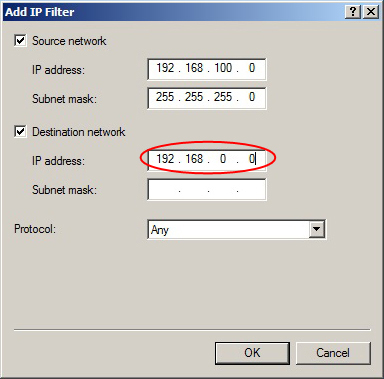 Add IP Filter
Source network
IP address: 192 . 168 . 100 . 0
Subnet mask: 255 . 255 . 255 . 0
Destination network
IP address: 192 . 168 . 0 . 0
Subnet mask: . . .
Protocol: Any
OK Cancel